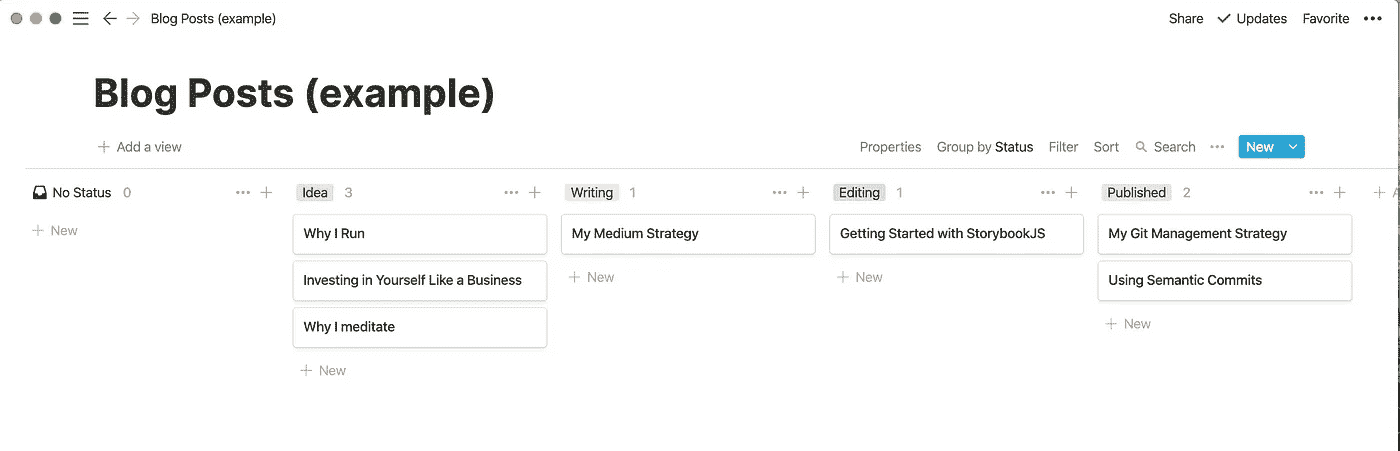 Blog Posts (example)
Share
Updates
Favorite
Blog Posts (example)
Add a view
Properties
Group by Status
Filter
Sort
Search
New
No Status 0
New
Idea 3
Why I Run
Investing in Yourself Like a Business
Why I meditate
New
Writing 1
My Medium Strategy
New
Editing 1
Getting Started with StorybookJS
New
Published 2
My Git Management Strategy
Using Semantic Commits
New